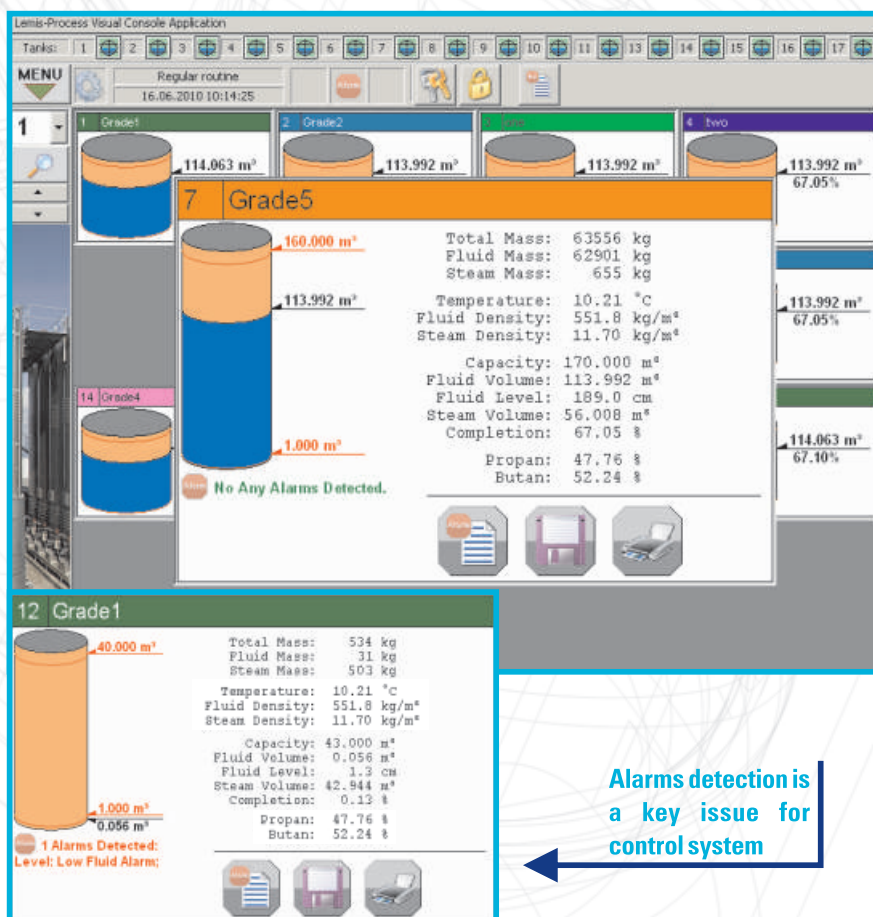 Lemis-Process Visual Console Application
Tanks: 1 2 3 4 5 6 7 8 9 10 11 13 14 15 16 17
MENU
Regular routine
16.06.2010 10:14:25
Alarm
1
1 Grade1
2 Grade2
4 two
114.063 m³
113.992 m³
113.992 m³
113.992 m³
67.05%
7 Grade5
160.000 m³
113.992 m³
1.000 m³
No Any Alarms Detected.
Total Mass: 63556 kg
Fluid Mass: 62901 kg
Steam Mass: 655 kg
Temperature: 10.21 °C
Fluid Density: 551.8 kg/m³
Steam Density: 11.70 kg/m³
Capacity: 170.000 m³
Fluid Volume: 113.992 m³
Fluid Level: 189.0 cm
Steam Volume: 56.008 m³
Completion: 67.05 %
Propan: 47.76 %
Butan: 52.24 %
Alarm
113.992 m³
67.05%
14 Grade4
114.063 m³
67.10%
12 Grade1
40.000 m³
1.000 m³
0.056 m³
1 Alarms Detected:
Level: Low Fluid Alarm;
Total Mass: 534 kg
Fluid Mass: 31 kg
Steam Mass: 503 kg
Temperature: 10.21 °C
Fluid Density: 551.8 kg/m³
Steam Density: 11.70 kg/m³
Capacity: 43.000 m³
Fluid Volume: 0.056 m³
Fluid Level: 1.3 cm
Steam Volume: 42.944 m³
Completion: 0.13 %
Propan: 47.76 %
Butan: 52.24 %
Alarms detection is
a key issue for
control system